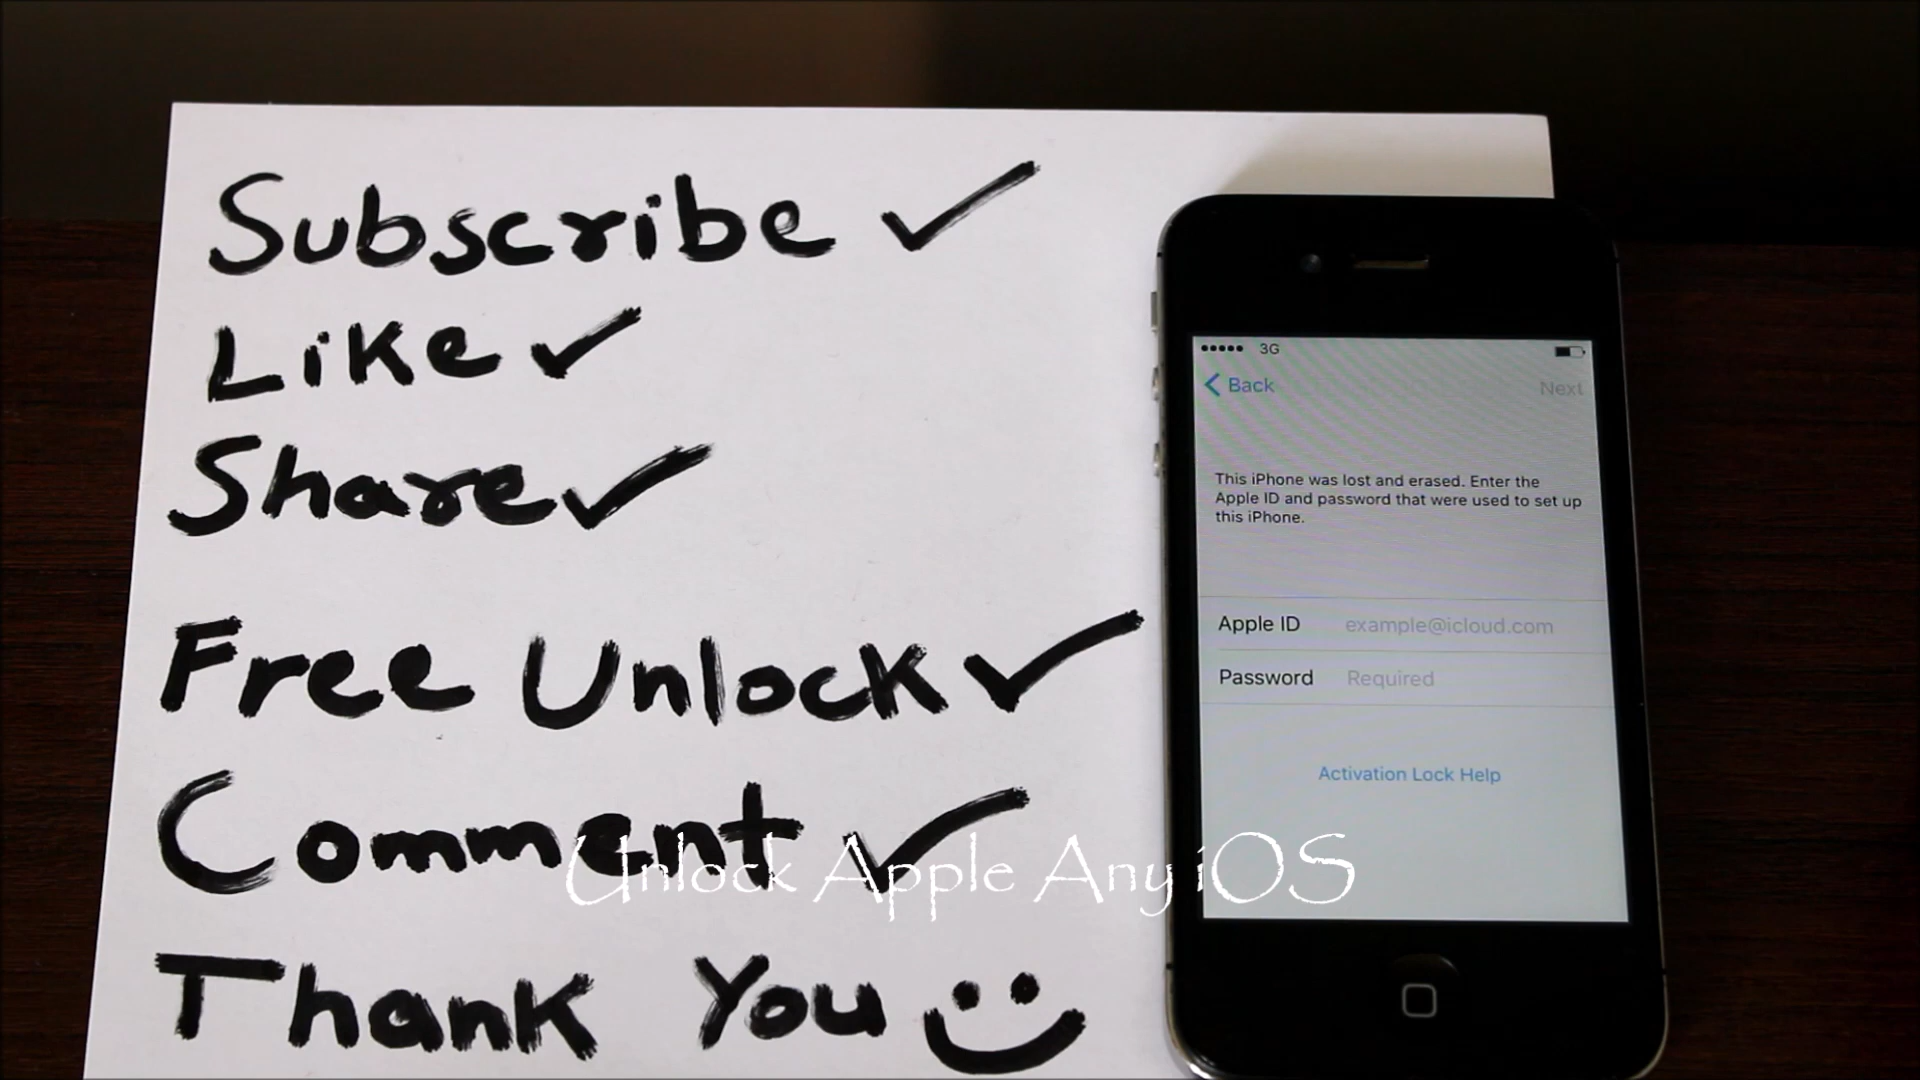 Subscribe ✓
Like ✓
Share ✓
Free Unlock ✓
Comment ✓
Thank You
Unlock Apple Any iOS
3G
Back Next
This iPhone was lost and erased. Enter the
Apple ID and password that were used to set up
this iPhone.
Apple ID example@icloud.com
Password Required
Activation Lock Help